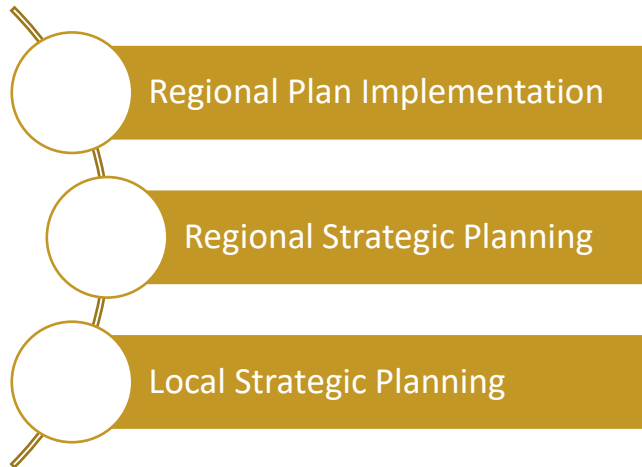 Regional Plan Implementation
Regional Strategic Planning
Local Strategic Planning